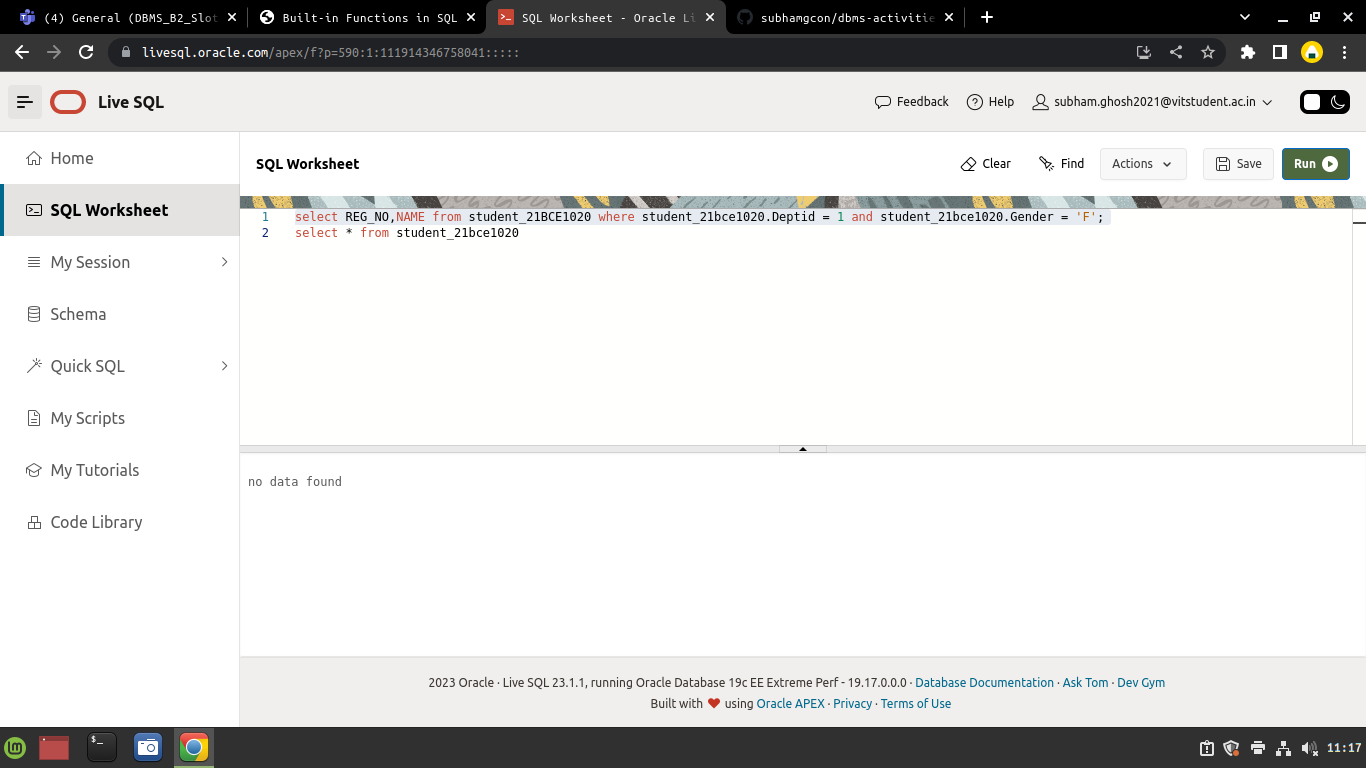 (4) General (DBMS_B2_Slot
Built-in Functions in SQL
SQL Worksheet - Oracle Li
subhamgcon/dbms-activitie
livesql.oracle.com/apex/f?p=590:1:111914346758041:::::
Live SQL
Feedback
Help
subham.ghosh2021@vitstudent.ac.in
Home
SQL Worksheet
My Session
Schema
Quick SQL
My Scripts
My Tutorials
Code Library
SQL Worksheet
Clear
Find
Actions
Save
Run
1 select REG_NO,NAME from student_21BCE1020 where student_21bce1020.Deptid = 1 and student_21bce1020.Gender = 'F';
2 select * from student_21bce1020
no data found
2023 Oracle · Live SQL 23.1.1, running Oracle Database 19c EE Extreme Perf - 19.17.0.0.0 · Database Documentation · Ask Tom · Dev Gym
Built with ❤ using Oracle APEX · Privacy · Terms of Use
11:17